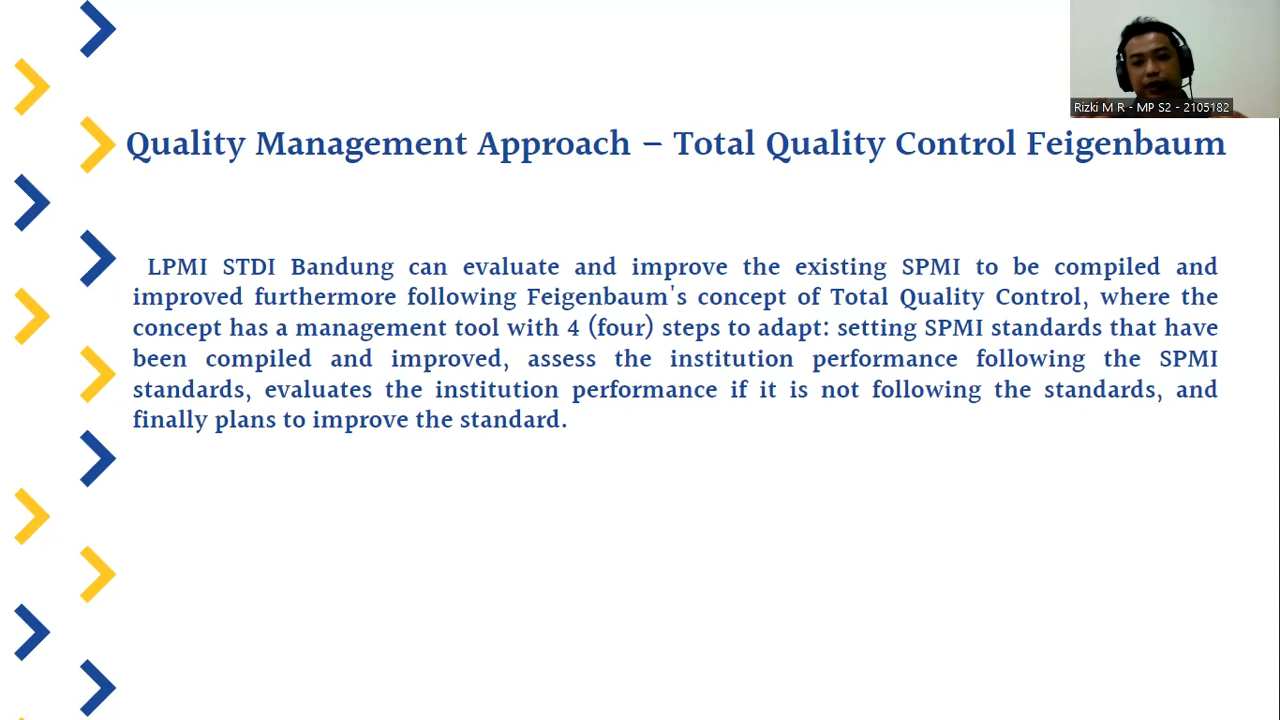 Rizki M R - MP S2 - 2105182
Quality Management Approach – Total Quality Control Feigenbaum
LPMI STDI Bandung can evaluate and improve the existing SPMI to be compiled and
improved furthermore following Feigenbaum's concept of Total Quality Control, where the
concept has a management tool with 4 (four) steps to adapt: setting SPMI standards that have
been compiled and improved, assess the institution performance following the SPMI
standards, evaluates the institution performance if it is not following the standards, and
finally plans to improve the standard.